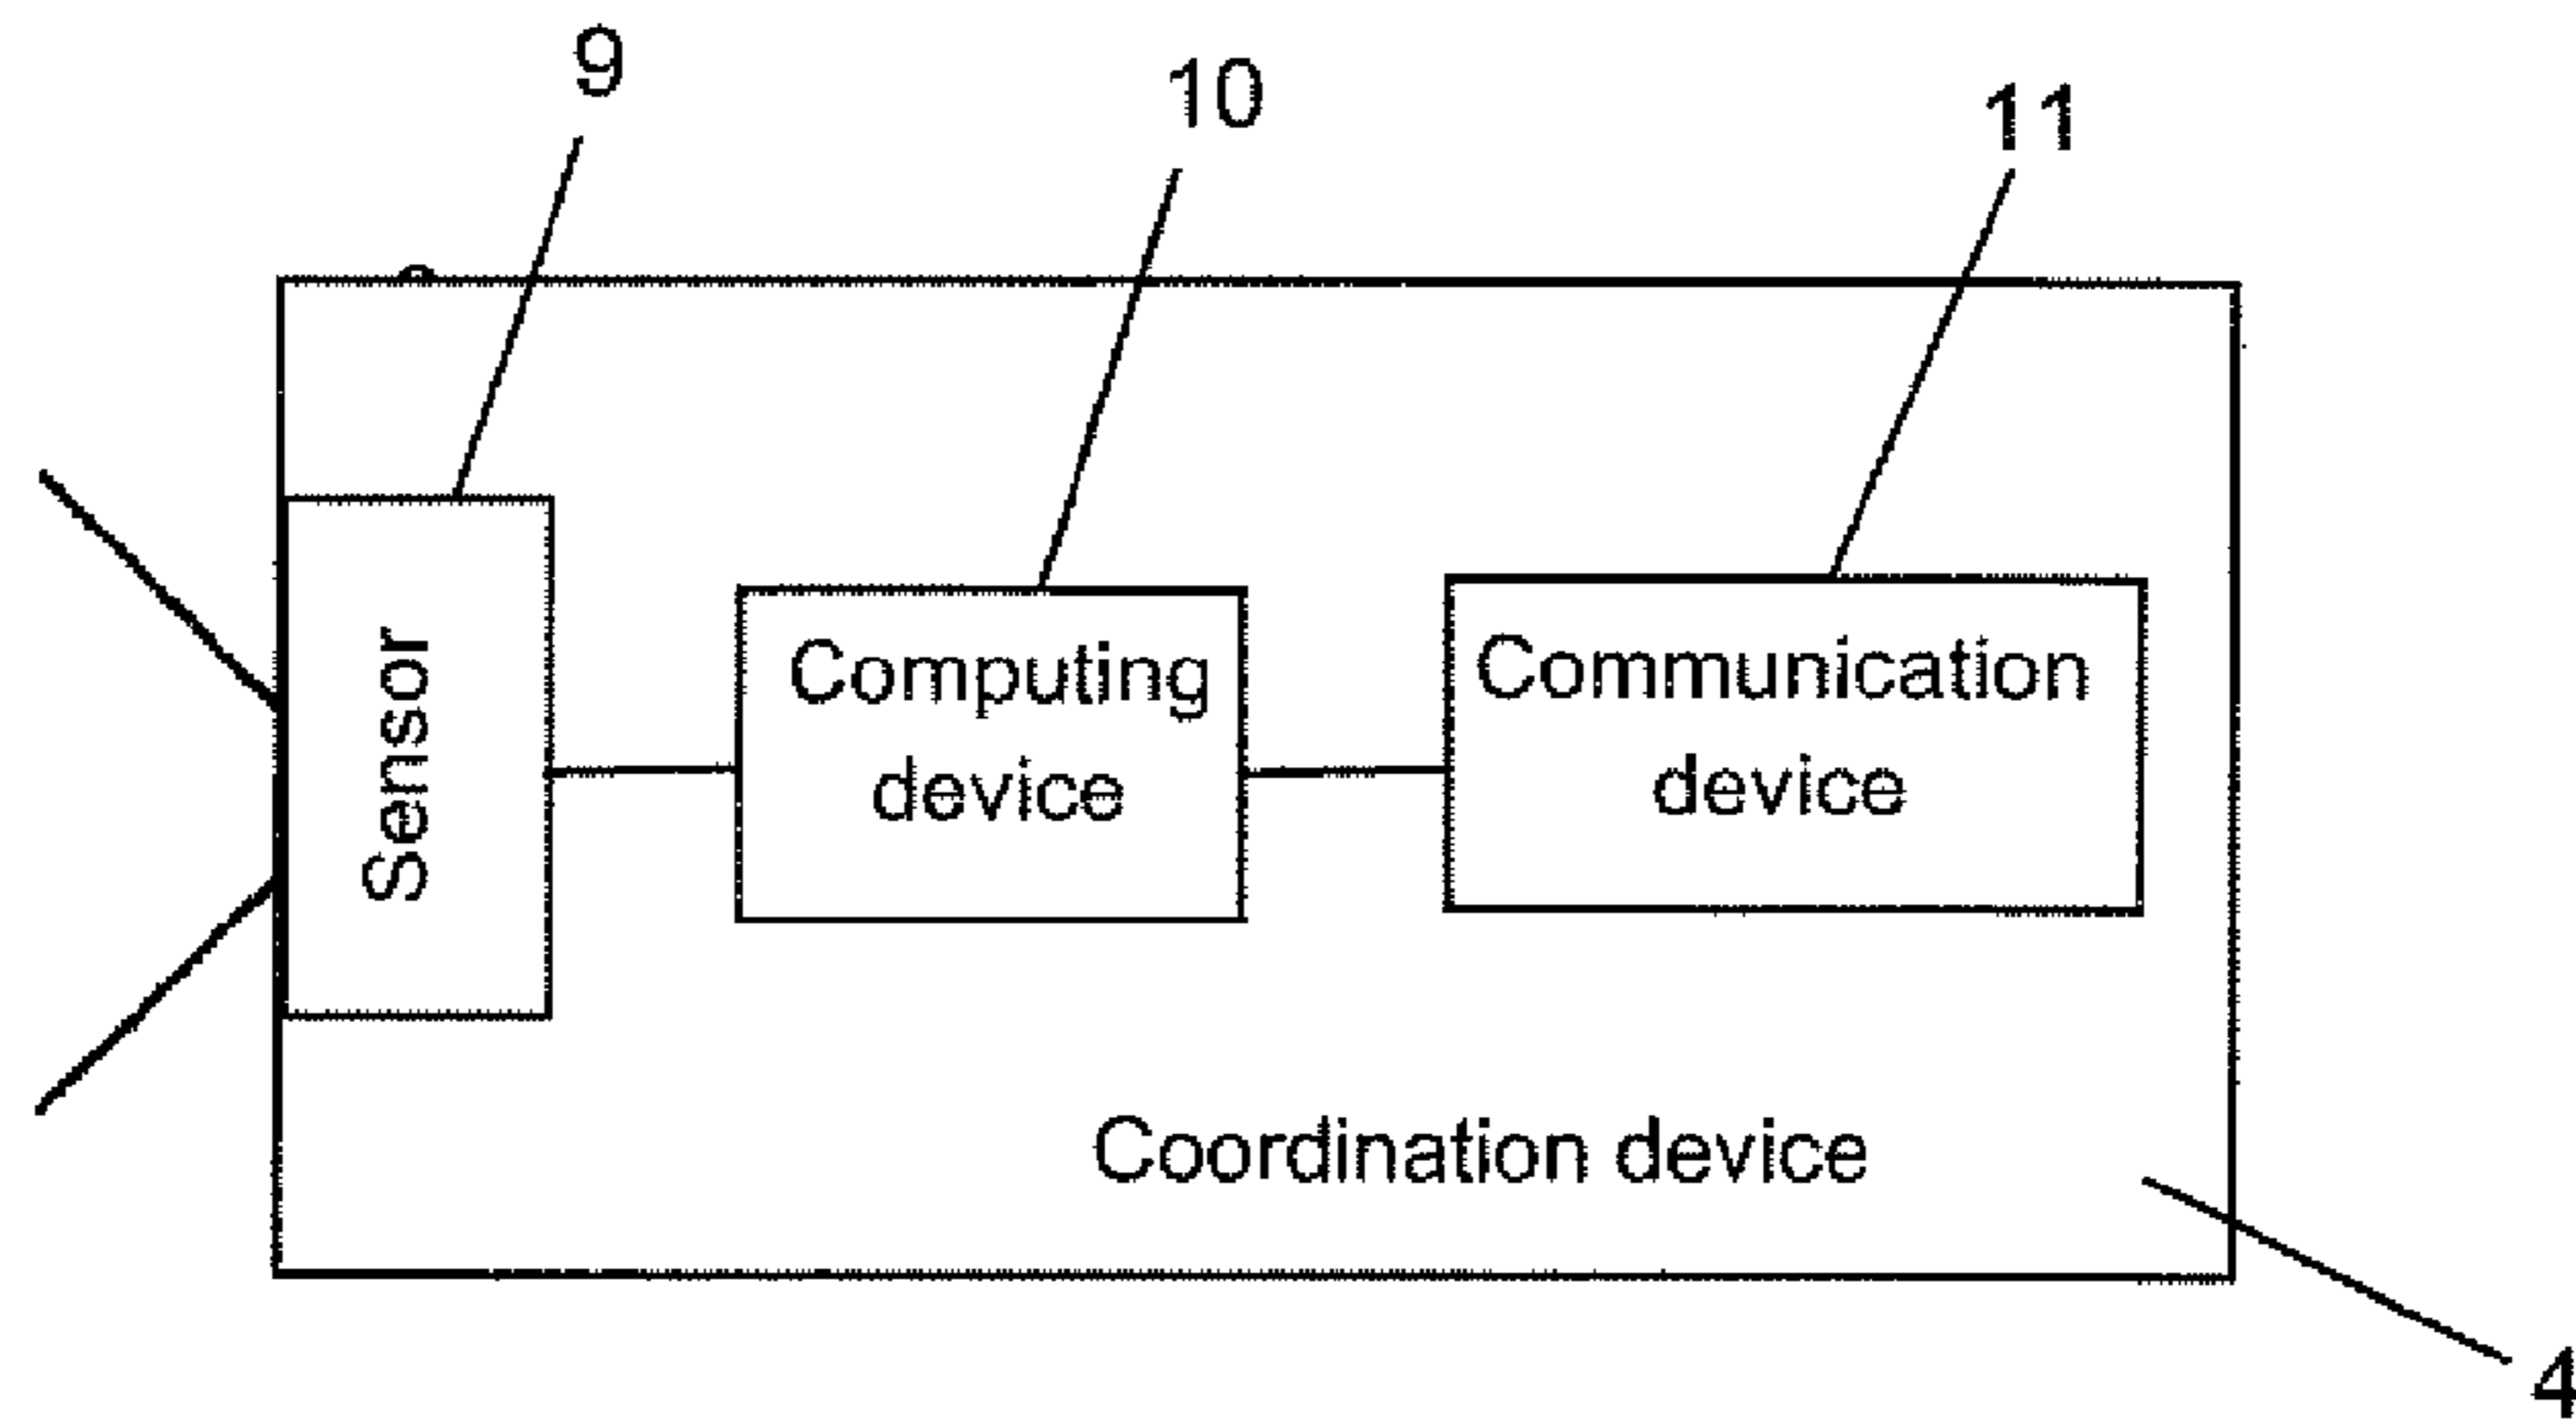 9
10
11
Sensor
Computing
device
Communication
device
Coordination device
4